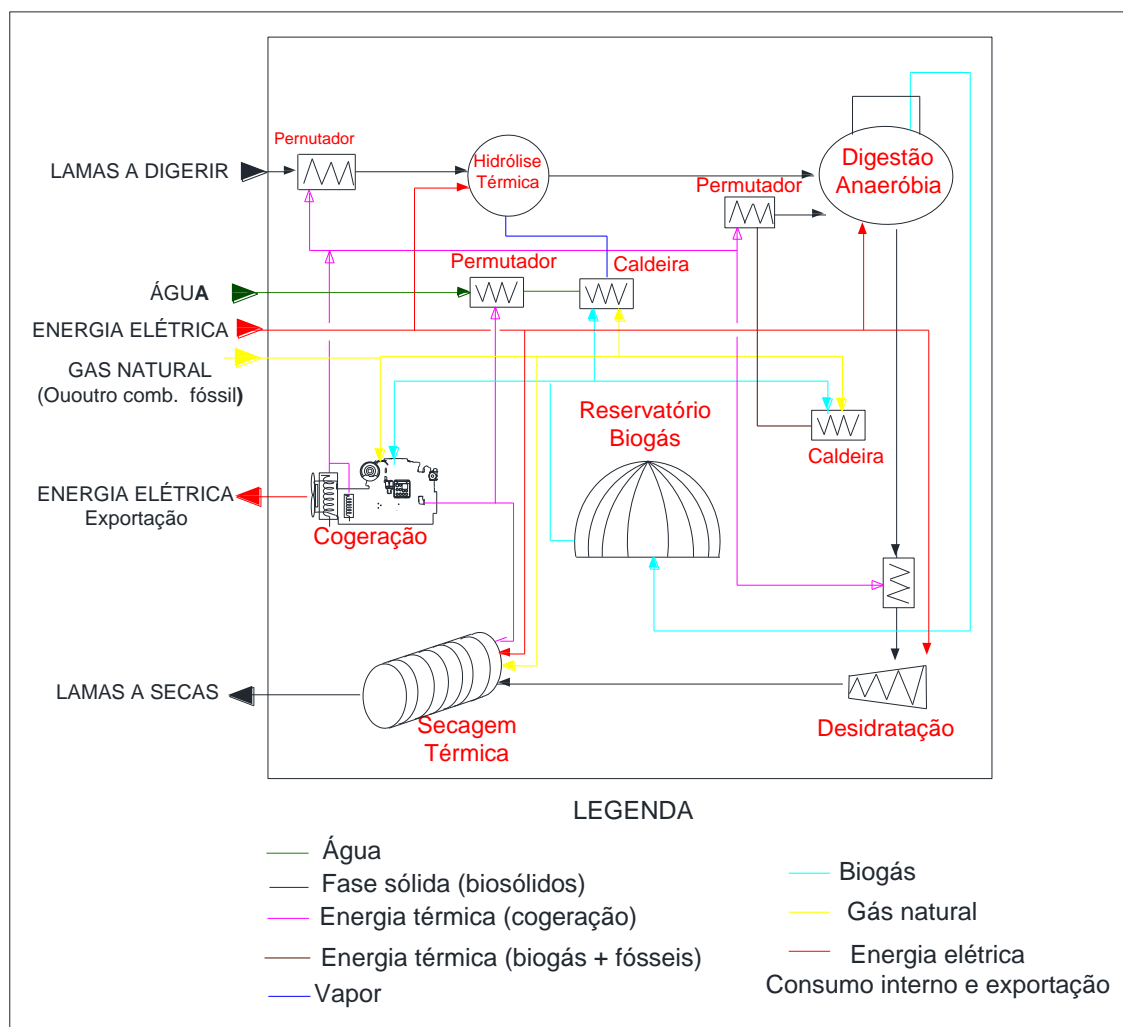 Pernutador
LAMAS A DIGERIR
Hidrólise
Térmica
Digestão
Anaeróbia
Permutador
Permutador
Caldeira
ÁGUA
ENERGIA ELÉTRICA
GAS NATURAL
(Ououtro comb. fóssil)
Reservatório
Biogás
Caldeira
ENERGIA ELÉTRICA
Exportação
Cogeração
LAMAS A SECAS
Secagem
Térmica
Desidratação
LEGENDA
Água
Fase sólida (biosólidos)
Energia térmica (cogeração)
Energia térmica (biogás + fósseis)
Vapor
Biogás
Gás natural
Energia elétrica
Consumo interno e exportação